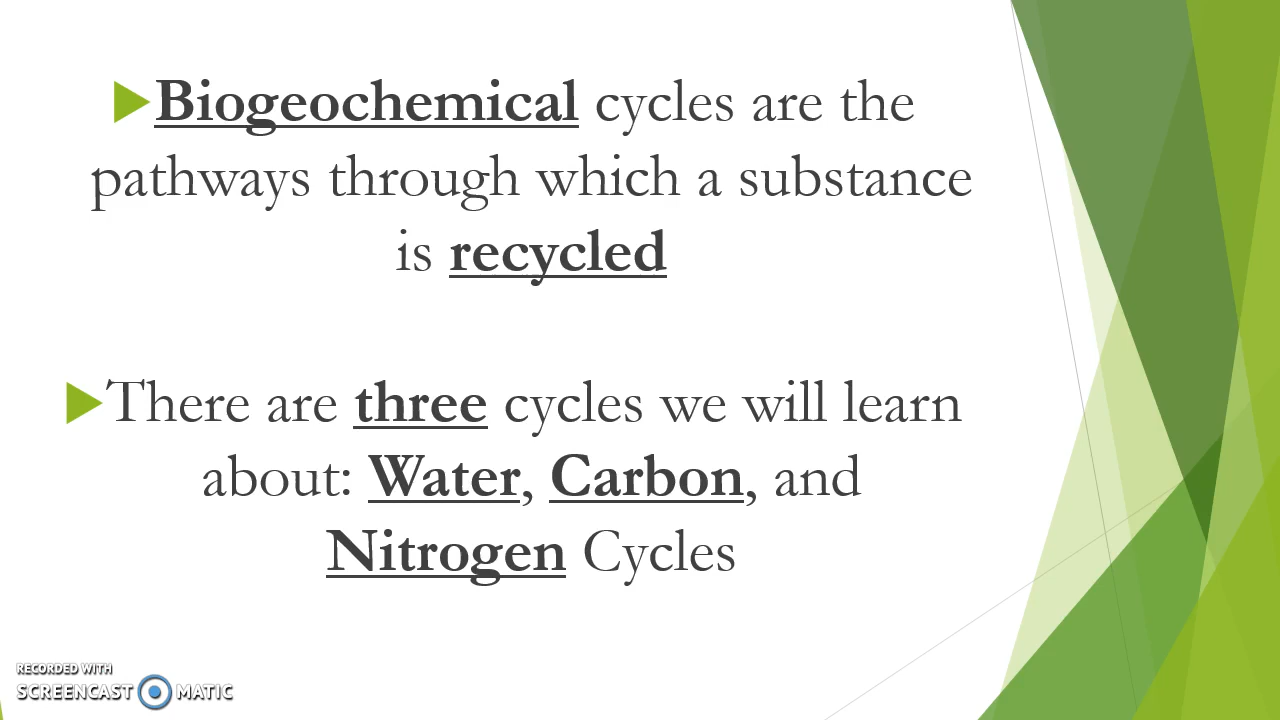 Biogeochemical cycles are the
pathways through which a substance
is recycled
There are three cycles we will learn
about: Water, Carbon, and
Nitrogen Cycles
RECORDED WITH
SCREENCAST MATIC